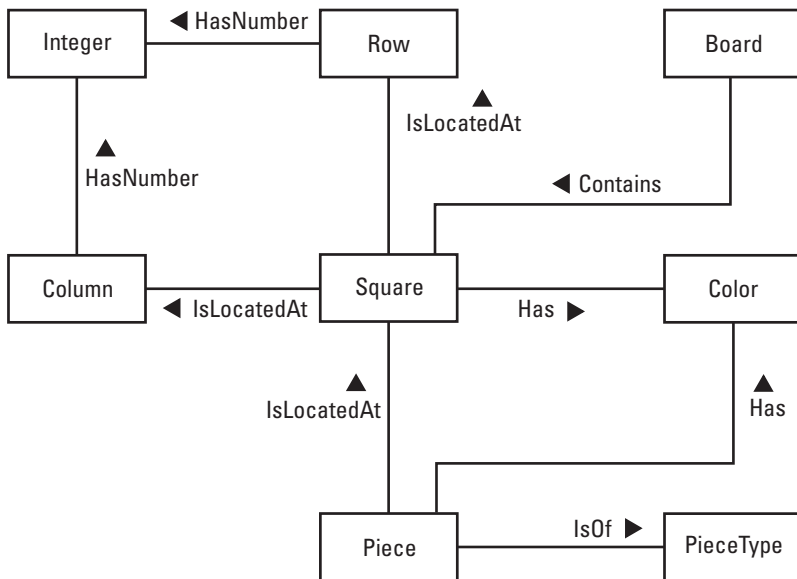 Integer
HasNumber
Row
Board
IsLocatedAt
HasNumber
Contains
Column
IsLocatedAt
Square
Has
Color
IsLocatedAt
Has
Piece
IsOf
PieceType